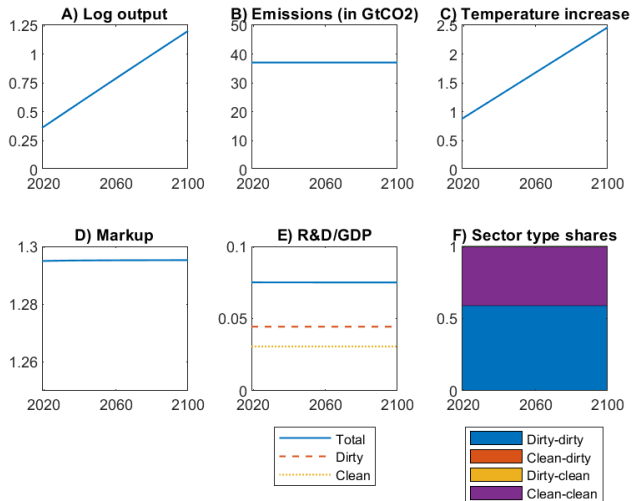 A) Log output
1.25
1
0.75
0.5
0.25
0
2020 2060 2100
B) Emissions (in GtCO2)
50
40
30
20
10
0
2020 2060 2100
C) Temperature increase
2.5
2
1.5
1
0.5
0
2020 2060 2100
D) Markup
1.3
1.28
1.26
2020 2060 2100
E) R&D/GDP
0.1
0.05
0
2020 2060 2100
Total
Dirty
Clean
F) Sector type shares
1
0.5
0
2020 2060 2100
Dirty-dirty
Clean-dirty
Dirty-clean
Clean-clean